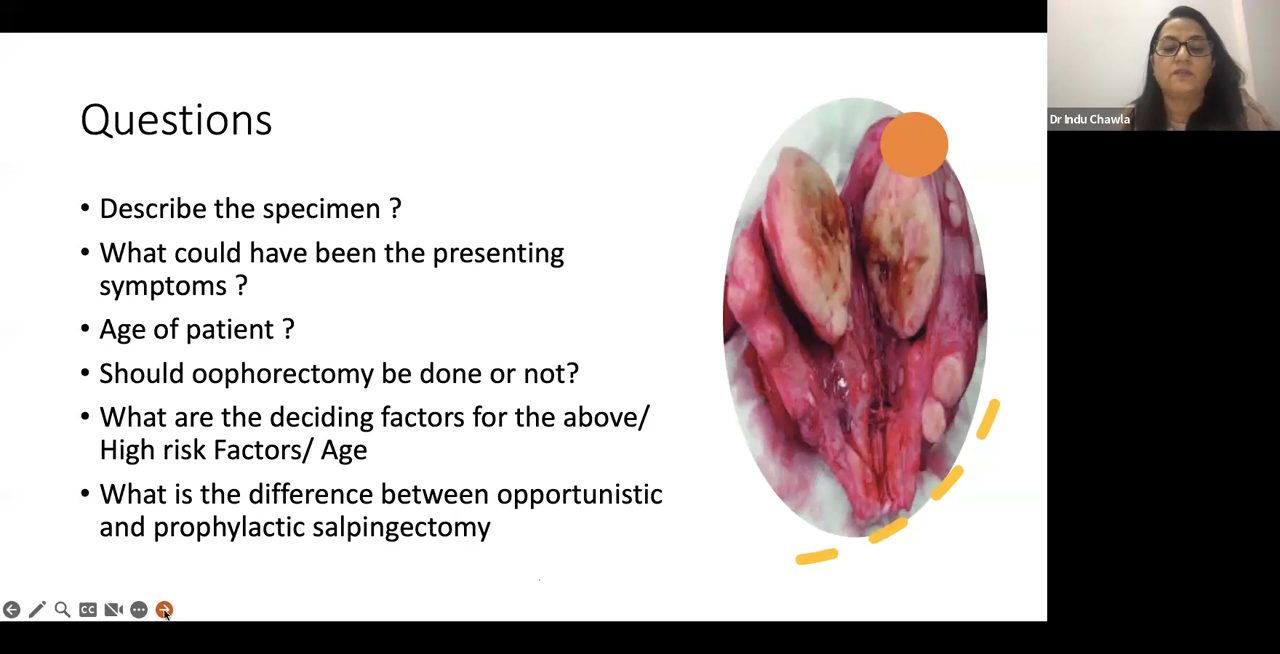 Questions
• Describe the specimen ?
• What could have been the presenting
symptoms ?
• Age of patient ?
• Should oophorectomy be done or not?
• What are the deciding factors for the above/
High risk Factors/ Age
• What is the difference between opportunistic
and prophylactic salpingectomy
Dr Indu Chawla
CC